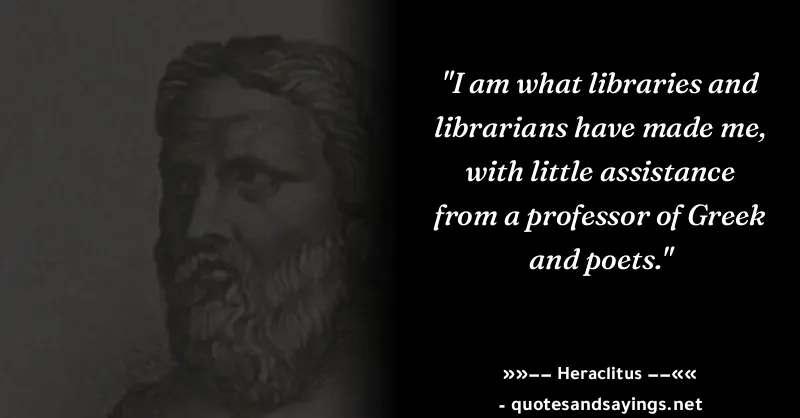 "I am what libraries and
librarians have made me,
with little assistance
from a professor of Greek
and poets."
»»–– Heraclitus ––««
- quotesandsayings.net